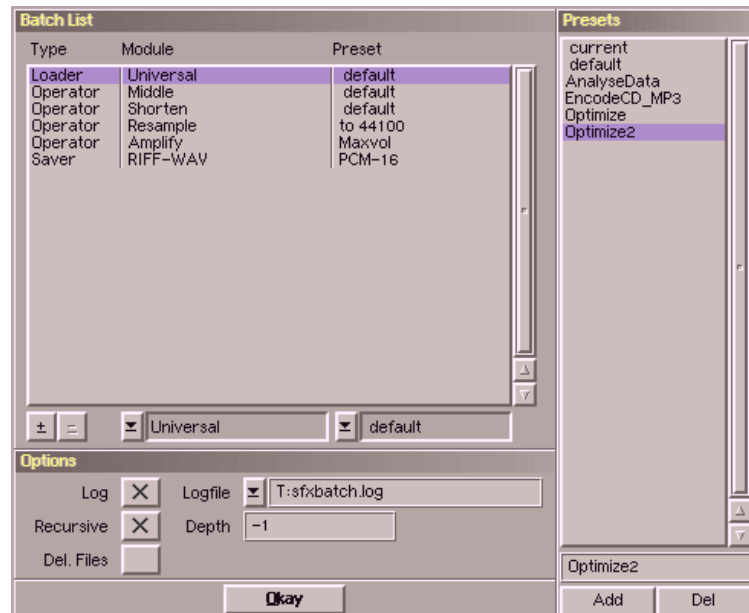 Batch List
Type Module Preset
Loader Universal default
Operator Middle default
Operator Shorten default
Operator Resample to 44100
Operator Amplify Maxvol
Saver RIFF-WAV PCM-16
± = Universal default
Options
Log Logfile T:sfxbatch.log
Recursive Depth -1
Del. Files
Okay
Presets
current
default
AnalyseData
EncodeCD_MP3
Optimize
Optimize2
Optimize2
Add Del